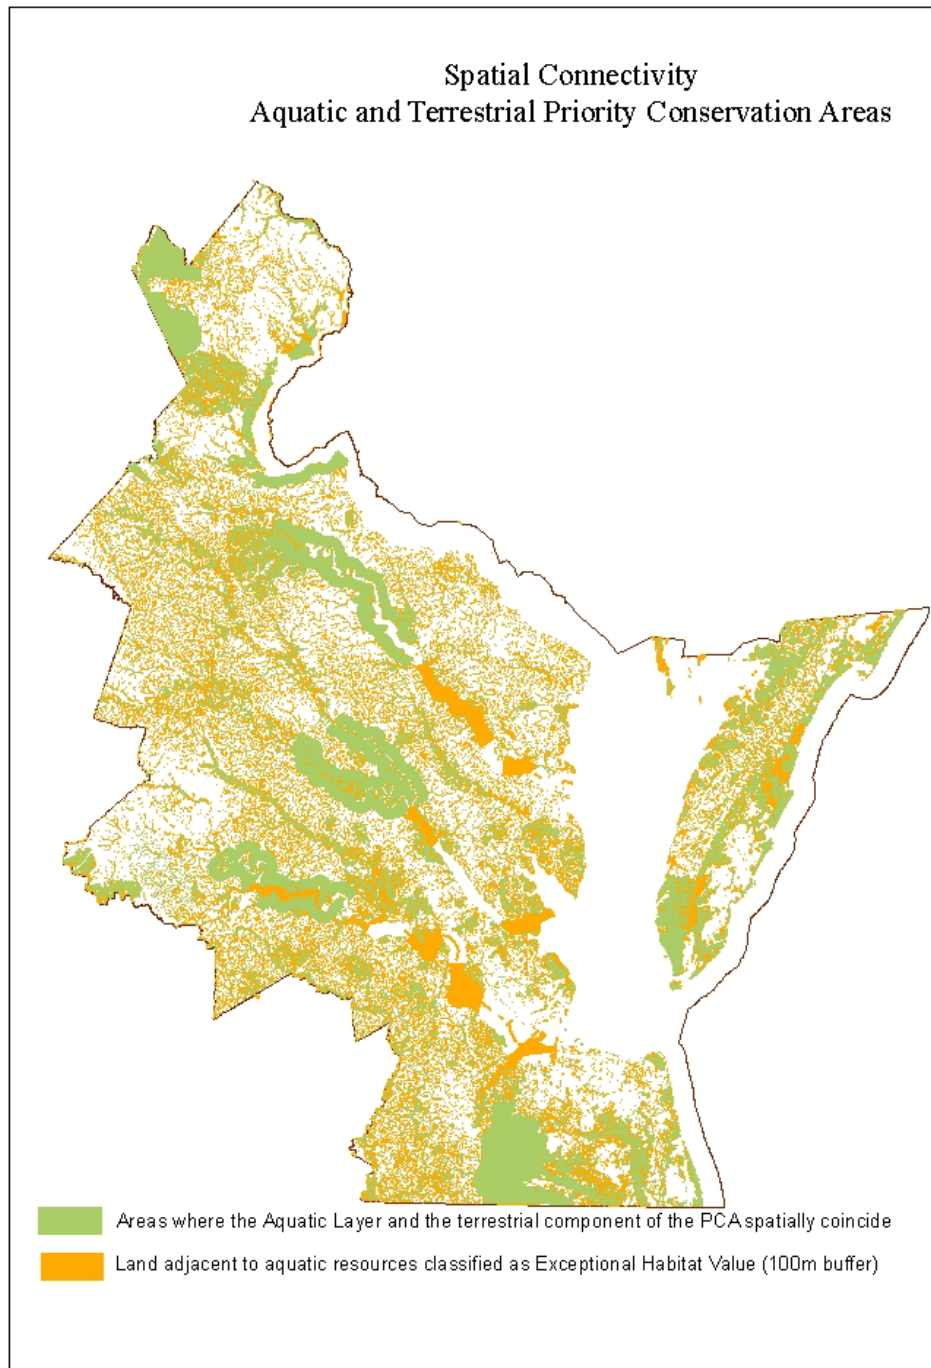 Spatial Connectivity
Aquatic and Terrestrial Priority Conservation Areas
Areas where the Aquatic Layer and the terrestrial component of the PCA spatially coincide
Land adjacent to aquatic resources classified as Exceptional Habitat Value (100m buffer)